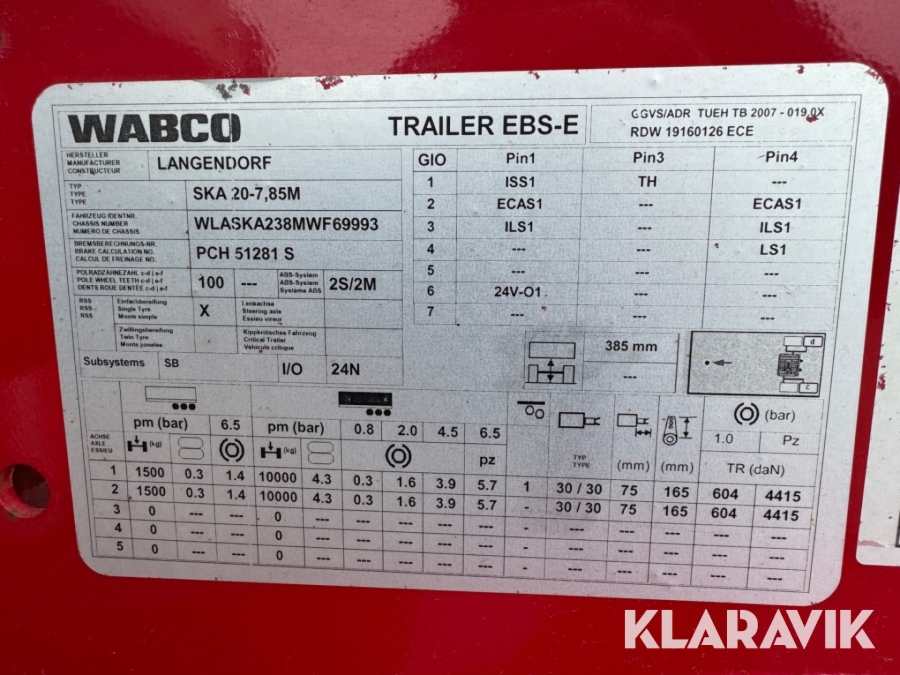 WABCO TRAILER EBS-E
GGVS/ADR TUEH TB 2007 - 019.0X
RDW 19160126 ECE
HERSTELLER
MANUFACTURER
CONSTRUCTEUR
LANGENDORF
TYP
TYPE
TYPE
SKA 20-7,85M
FAHRZEUG IDENTNR.
CHASSIS NUMBER
NUMERO DE CHASSIS
WLASKA238MWF69993
BREMSBERECHNUNGS-NR.
BRAKE CALCULATION NO.
CALCUL DE FREINAGE NO.
PCH 51281 S
POLRADZAHNEZAHL c-d | e-f
POLE WHEEL TEETH c-d | e-f
DENTS ROUE DENTÉE c-d | e-f
100 ---
ABS-System
ABS-System
Systeme ABS
2S/2M
RSS Einfachbereifung
RSS Single Tyre
RSS Monte simple
X
Lenkachse
Steering axle
Essieu vireur
Zwillingsbereifung
Twin Tyre
Monte jumelée
Kippkritisches Fahrzeug
Critical Trailer
Véhicule critique
Subsystems SB I/O 24N
GIO Pin1 Pin3 Pin4
1 ISS1 TH ---
2 ECAS1 --- ECAS1
3 ILS1 --- ILS1
4 --- --- LS1
5 --- --- ---
6 24V-O1 --- ---
7 --- --- ---
385 mm
---
d
c
pm (bar) 6.5 pm (bar) 0.8 2.0 4.5 6.5
(bar)
1.0 Pz
ACHSE
AXLE
ESSIEU
(kg) (kg) pz
TYP
TYPE
(mm) (mm) TR (daN)
1 1500 0.3 1.4 10000 4.3 0.3 1.6 3.9 5.7 1 30 / 30 75 165 604 4415
2 1500 0.3 1.4 10000 4.3 0.3 1.6 3.9 5.7 - 30 / 30 75 165 604 4415
3 0 --- --- 0 --- --- --- --- --- - --- --- --- --- ---
4 0 --- --- 0 --- --- --- --- --- - --- --- --- --- ---
5 0 --- --- 0 --- --- --- --- --- - --- --- --- --- ---
KLARAVIK